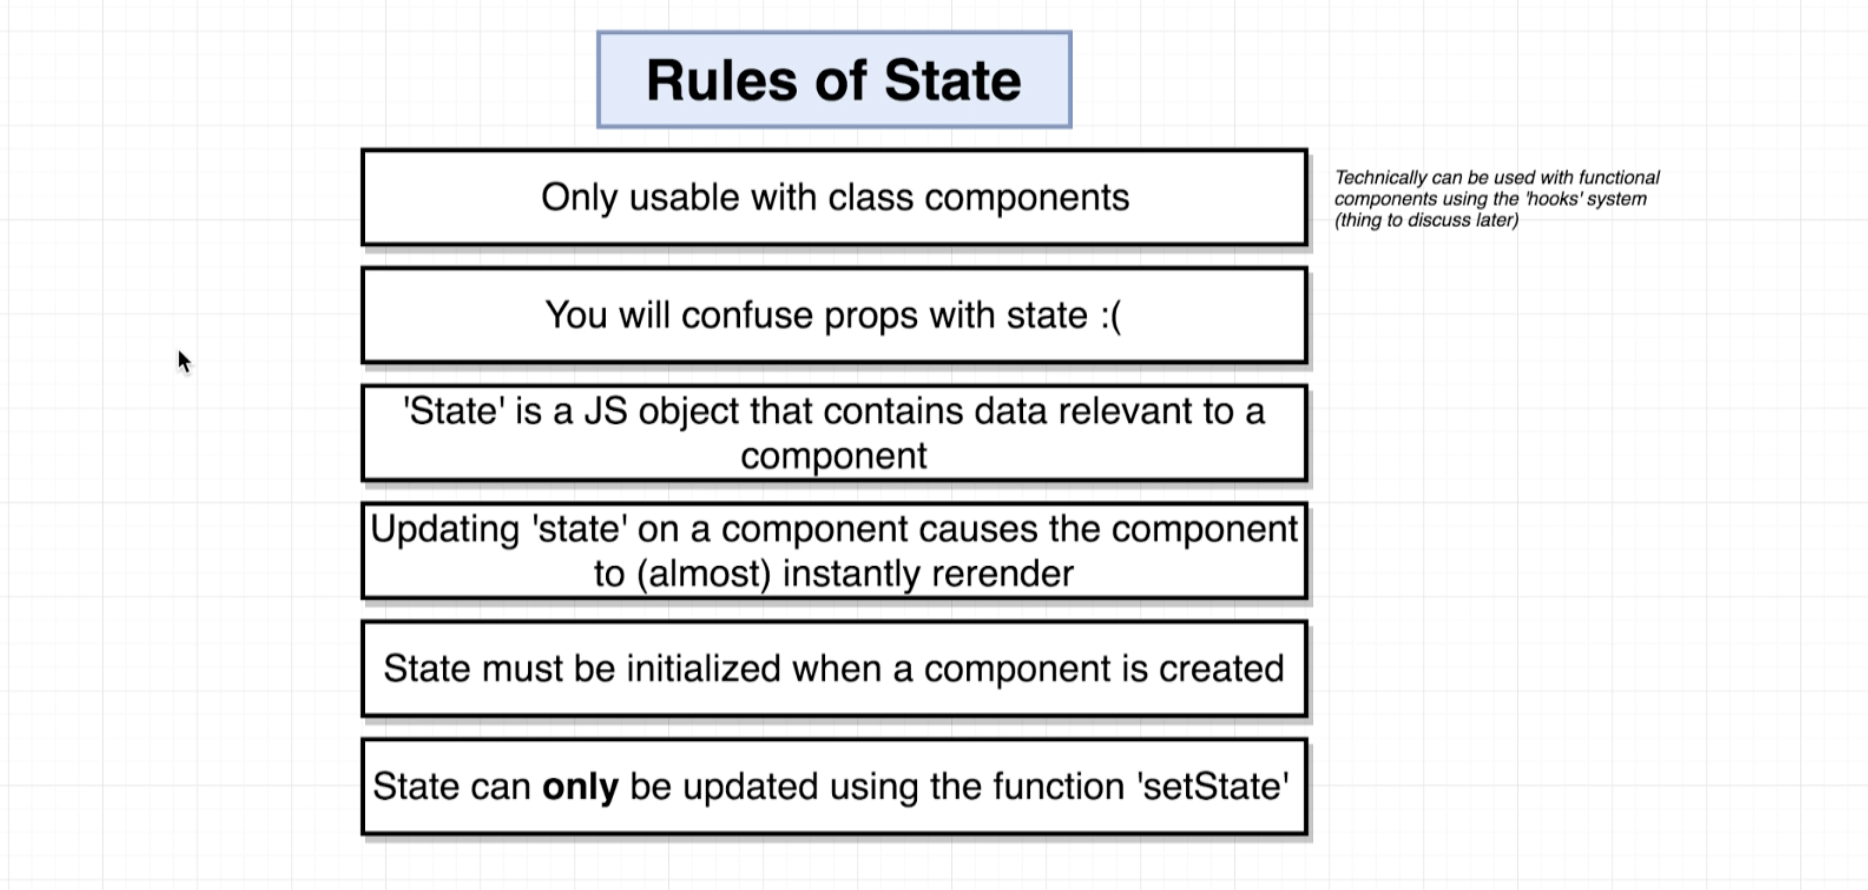 Rules of State
Only usable with class components
Technically can be used with functional
components using the 'hooks' system
(thing to discuss later)
You will confuse props with state :(
'State' is a JS object that contains data relevant to a
component
Updating 'state' on a component causes the component
to (almost) instantly rerender
State must be initialized when a component is created
State can only be updated using the function 'setState'